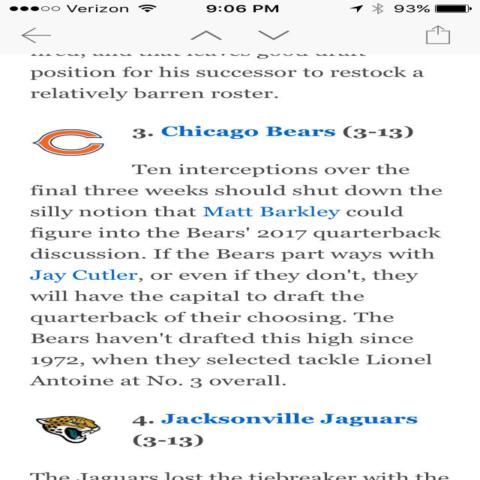 Verizon 9:06 PM 93%
position for his successor to restock a
relatively barren roster.
3. Chicago Bears (3-13)
Ten interceptions over the
final three weeks should shut down the
silly notion that Matt Barkley could
figure into the Bears' 2017 quarterback
discussion. If the Bears part ways with
Jay Cutler, or even if they don't, they
will have the capital to draft the
quarterback of their choosing. The
Bears haven't drafted this high since
1972, when they selected tackle Lionel
Antoine at No. 3 overall.
4. Jacksonville Jaguars
(3-13)
The Jaguars lost the tiebreaker with the